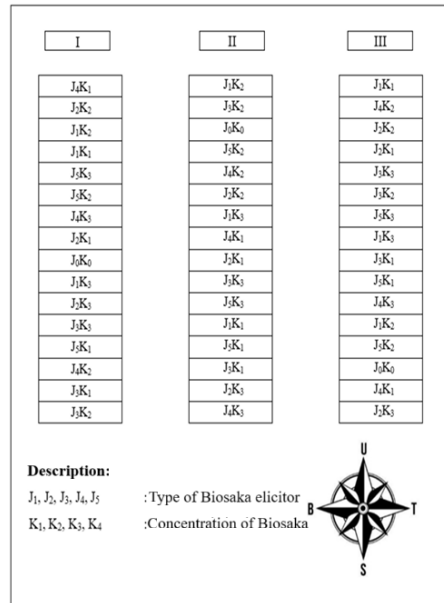 I II III
J₄K₁ J₁K₂ J₁K₁
J₂K₂ J₃K₂ J₄K₂
J₁K₂ J₀K₀ J₂K₂
J₁K₁ J₅K₂ J₂K₁
J₅K₃ J₄K₂ J₃K₃
J₅K₂ J₂K₂ J₃K₂
J₄K₃ J₁K₃ J₅K₃
J₂K₁ J₄K₁ J₁K₃
J₀K₀ J₂K₁ J₃K₁
J₁K₃ J₃K₃ J₅K₁
J₂K₃ J₅K₃ J₄K₃
J₃K₃ J₁K₁ J₁K₂
J₅K₁ J₅K₁ J₅K₂
J₄K₂ J₃K₁ J₀K₀
J₃K₁ J₂K₃ J₄K₁
J₃K₂ J₄K₃ J₂K₃
Description:
J₁, J₂, J₃, J₄, J₅ :Type of Biosaka elicitor
K₁, K₂, K₃, K₄ :Concentration of Biosaka
U
B T
S